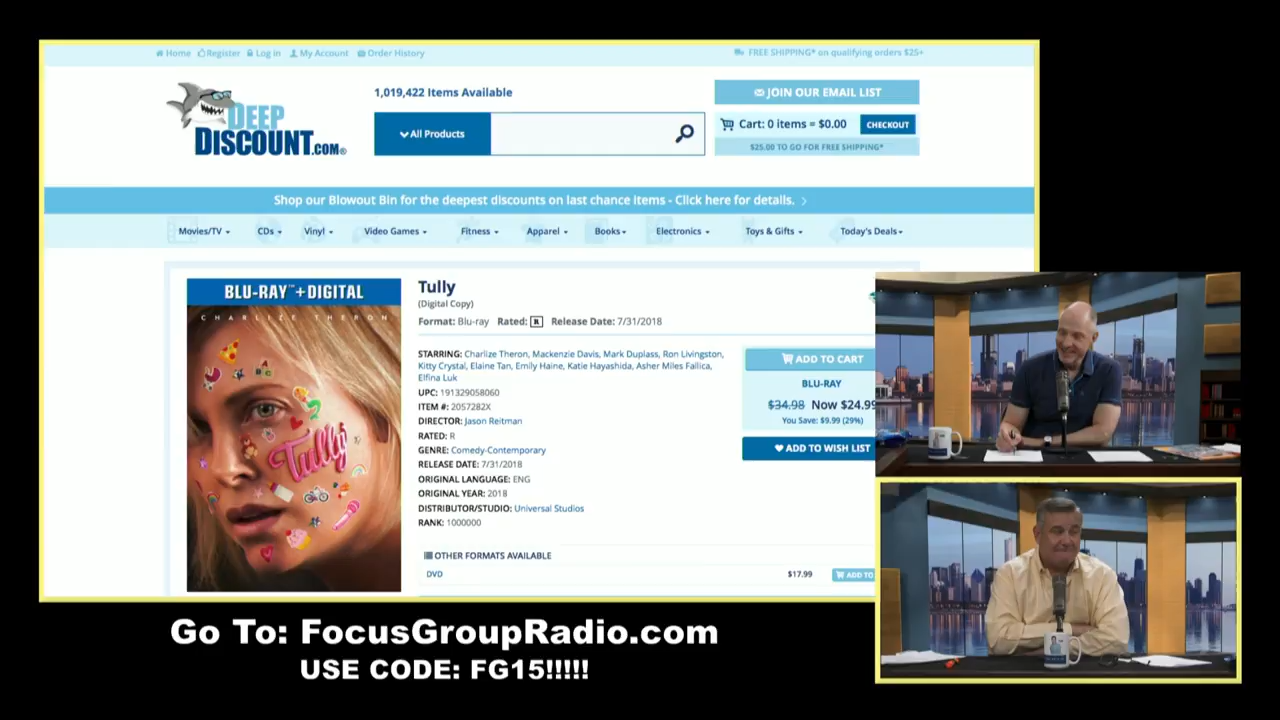 Home Register Log in My Account Order History
FREE SHIPPING* on qualifying orders $25+
DEEP
DISCOUNT.COM®
1,019,422 Items Available
All Products
JOIN OUR EMAIL LIST
Cart: 0 items = $0.00 CHECKOUT
$25.00 TO GO FOR FREE SHIPPING*
Shop our Blowout Bin for the deepest discounts on last chance items - Click here for details.
Movies/TV CDs Vinyl Video Games Fitness Apparel Books Electronics Toys & Gifts Today's Deals
BLU-RAY™+DIGITAL
CHARLIZE THERON
Tully
Tully
(Digital Copy)
Format: Blu-ray Rated: R Release Date: 7/31/2018
STARRING: Charlize Theron, Mackenzie Davis, Mark Duplass, Ron Livingston,
Kitty Crystal, Elaine Tan, Emily Haine, Katie Hayashida, Asher Miles Fallica,
Elfina Luk
UPC: 191329058060
ITEM #: 2057282X
DIRECTOR: Jason Reitman
RATED: R
GENRE: Comedy-Contemporary
RELEASE DATE: 7/31/2018
ORIGINAL LANGUAGE: ENG
ORIGINAL YEAR: 2018
DISTRIBUTOR/STUDIO: Universal Studios
RANK: 1000000
ADD TO CART
BLU-RAY
$34.98 Now $24.99
You Save: $9.99 (29%)
ADD TO WISH LIST
OTHER FORMATS AVAILABLE
DVD $17.99 ADD TO
Go To: FocusGroupRadio.com
USE CODE: FG15!!!!!